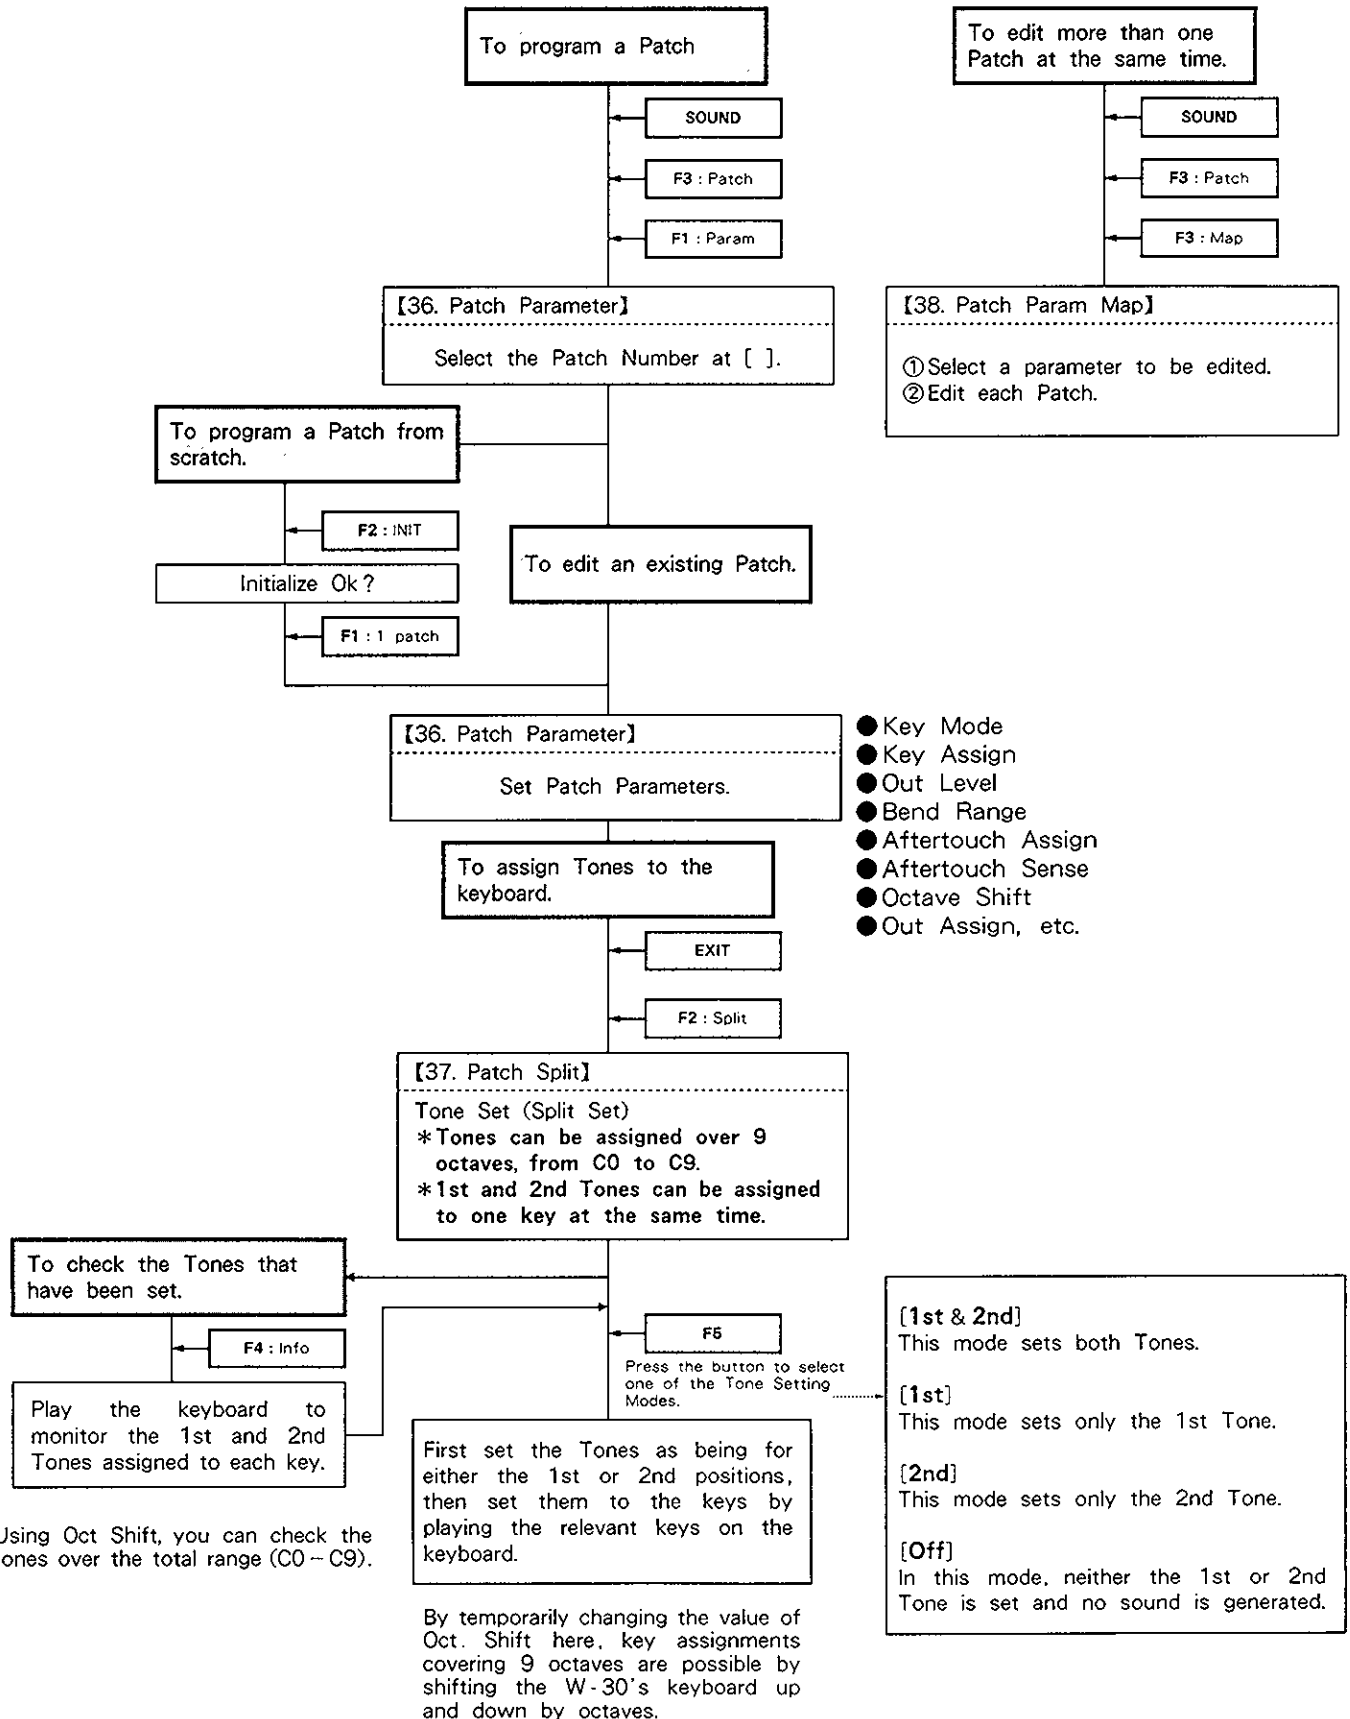 To program a Patch
SOUND
F3 : Patch
F1 : Param
To edit more than one
Patch at the same time.
SOUND
F3 : Patch
F3 : Map
【36. Patch Parameter】
Select the Patch Number at [ ].
【38. Patch Param Map】
①Select a parameter to be edited.
②Edit each Patch.
To program a Patch from
scratch.
F2 : INIT
Initialize Ok ?
F1 : 1 patch
To edit an existing Patch.
【36. Patch Parameter】
Set Patch Parameters.
●Key Mode
●Key Assign
●Out Level
●Bend Range
●Aftertouch Assign
●Aftertouch Sense
●Octave Shift
●Out Assign, etc.
To assign Tones to the
keyboard.
EXIT
F2 : Split
【37. Patch Split】
Tone Set (Split Set)
*Tones can be assigned over 9
octaves, from C0 to C9.
*1st and 2nd Tones can be assigned
to one key at the same time.
To check the Tones that
have been set.
F4 : Info
Play the keyboard to
monitor the 1st and 2nd
Tones assigned to each key.
Using Oct Shift, you can check the
ones over the total range (C0 – C9).
F5
Press the button to select
one of the Tone Setting
Modes.
First set the Tones as being for
either the 1st or 2nd positions,
then set them to the keys by
playing the relevant keys on the
keyboard.
By temporarily changing the value of
Oct. Shift here, key assignments
covering 9 octaves are possible by
shifting the W-30's keyboard up
and down by octaves.
[1st & 2nd]
This mode sets both Tones.
[1st]
This mode sets only the 1st Tone.
[2nd]
This mode sets only the 2nd Tone.
[Off]
In this mode, neither the 1st or 2nd
Tone is set and no sound is generated.